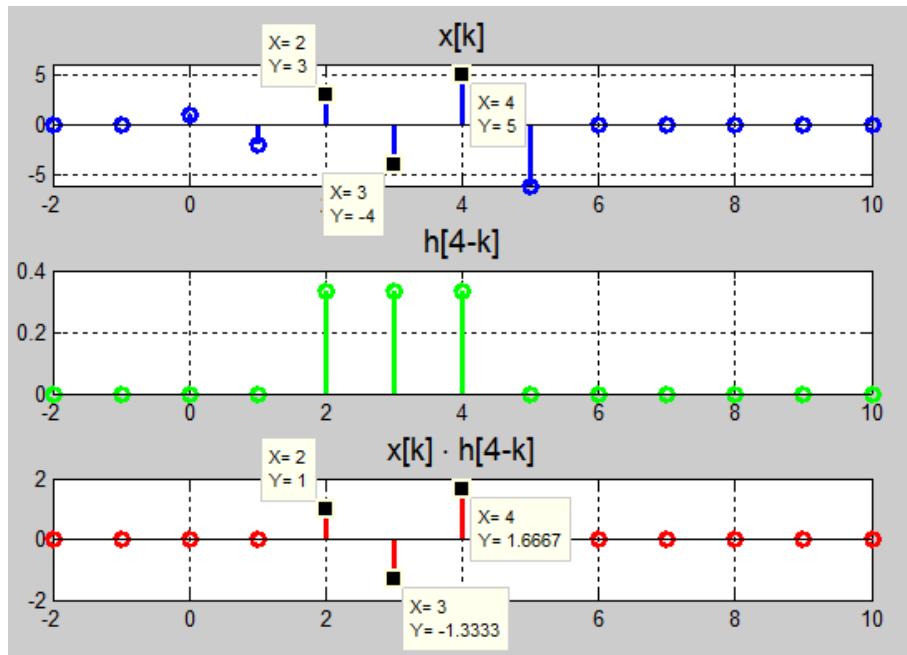 x[k]
X= 2
Y= 3
X= 4
Y= 5
X= 3
Y= -4
5
0
-5
-2 0 2 4 6 8 10
h[4-k]
0.4
0.2
0
-2 0 2 4 6 8 10
x[k] · h[4-k]
X= 2
Y= 1
X= 4
Y= 1.6667
X= 3
Y= -1.3333
2
0
-2
-2 0 2 4 6 8 10